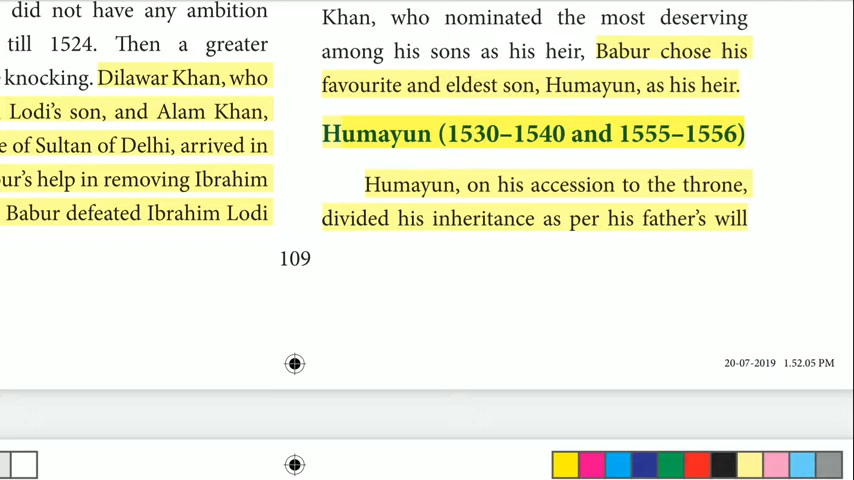 did not have any ambition
till 1524. Then a greater
knocking. Dilawar Khan, who
Lodi's son, and Alam Khan,
e of Sultan of Delhi, arrived in
ur's help in removing Ibrahim
Babur defeated Ibrahim Lodi
Khan, who nominated the most deserving
among his sons as his heir, Babur chose his
favourite and eldest son, Humayun, as his heir.
Humayun (1530–1540 and 1555–1556)
Humayun, on his accession to the throne,
divided his inheritance as per his father's will
109
20-07-2019 1.52.05 PM